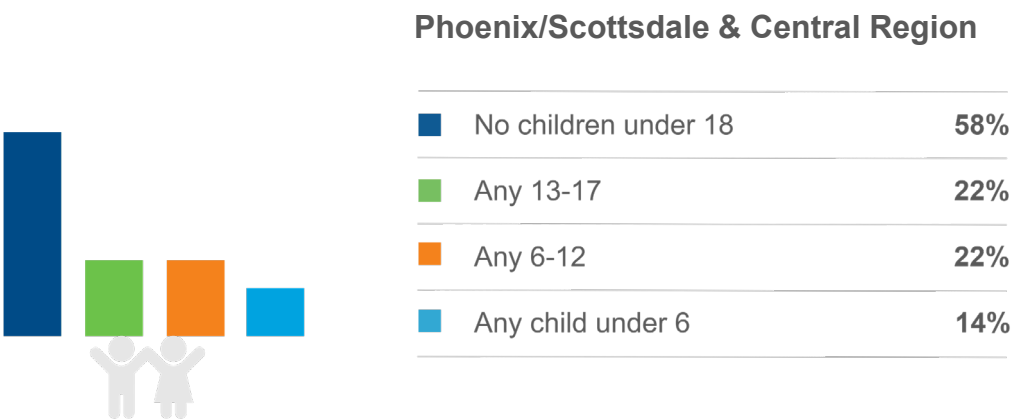 Phoenix/Scottsdale & Central Region
No children under 18 58%
Any 13-17 22%
Any 6-12 22%
Any child under 6 14%